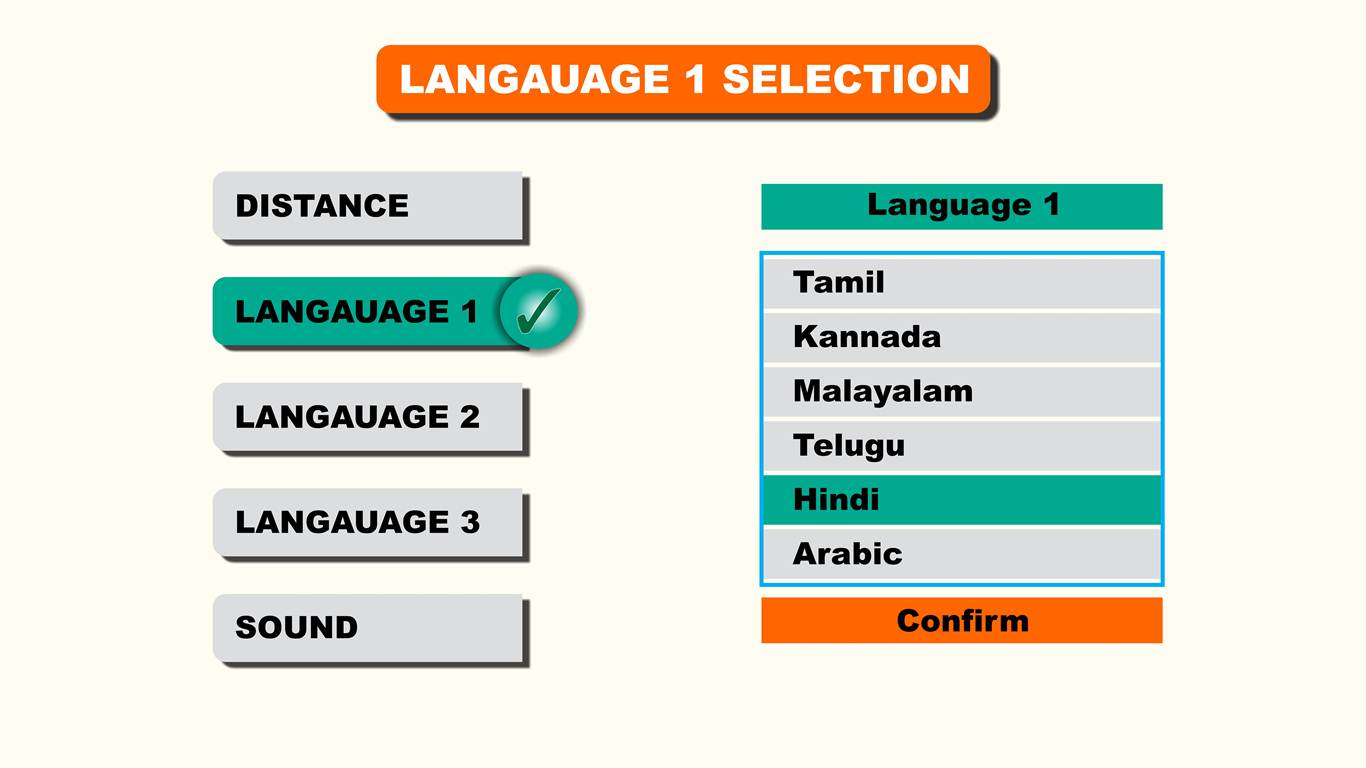 LANGAUAGE 1 SELECTION
DISTANCE
LANGAUAGE 1
LANGAUAGE 2
LANGAUAGE 3
SOUND
Language 1
Tamil
Kannada
Malayalam
Telugu
Hindi
Arabic
Confirm